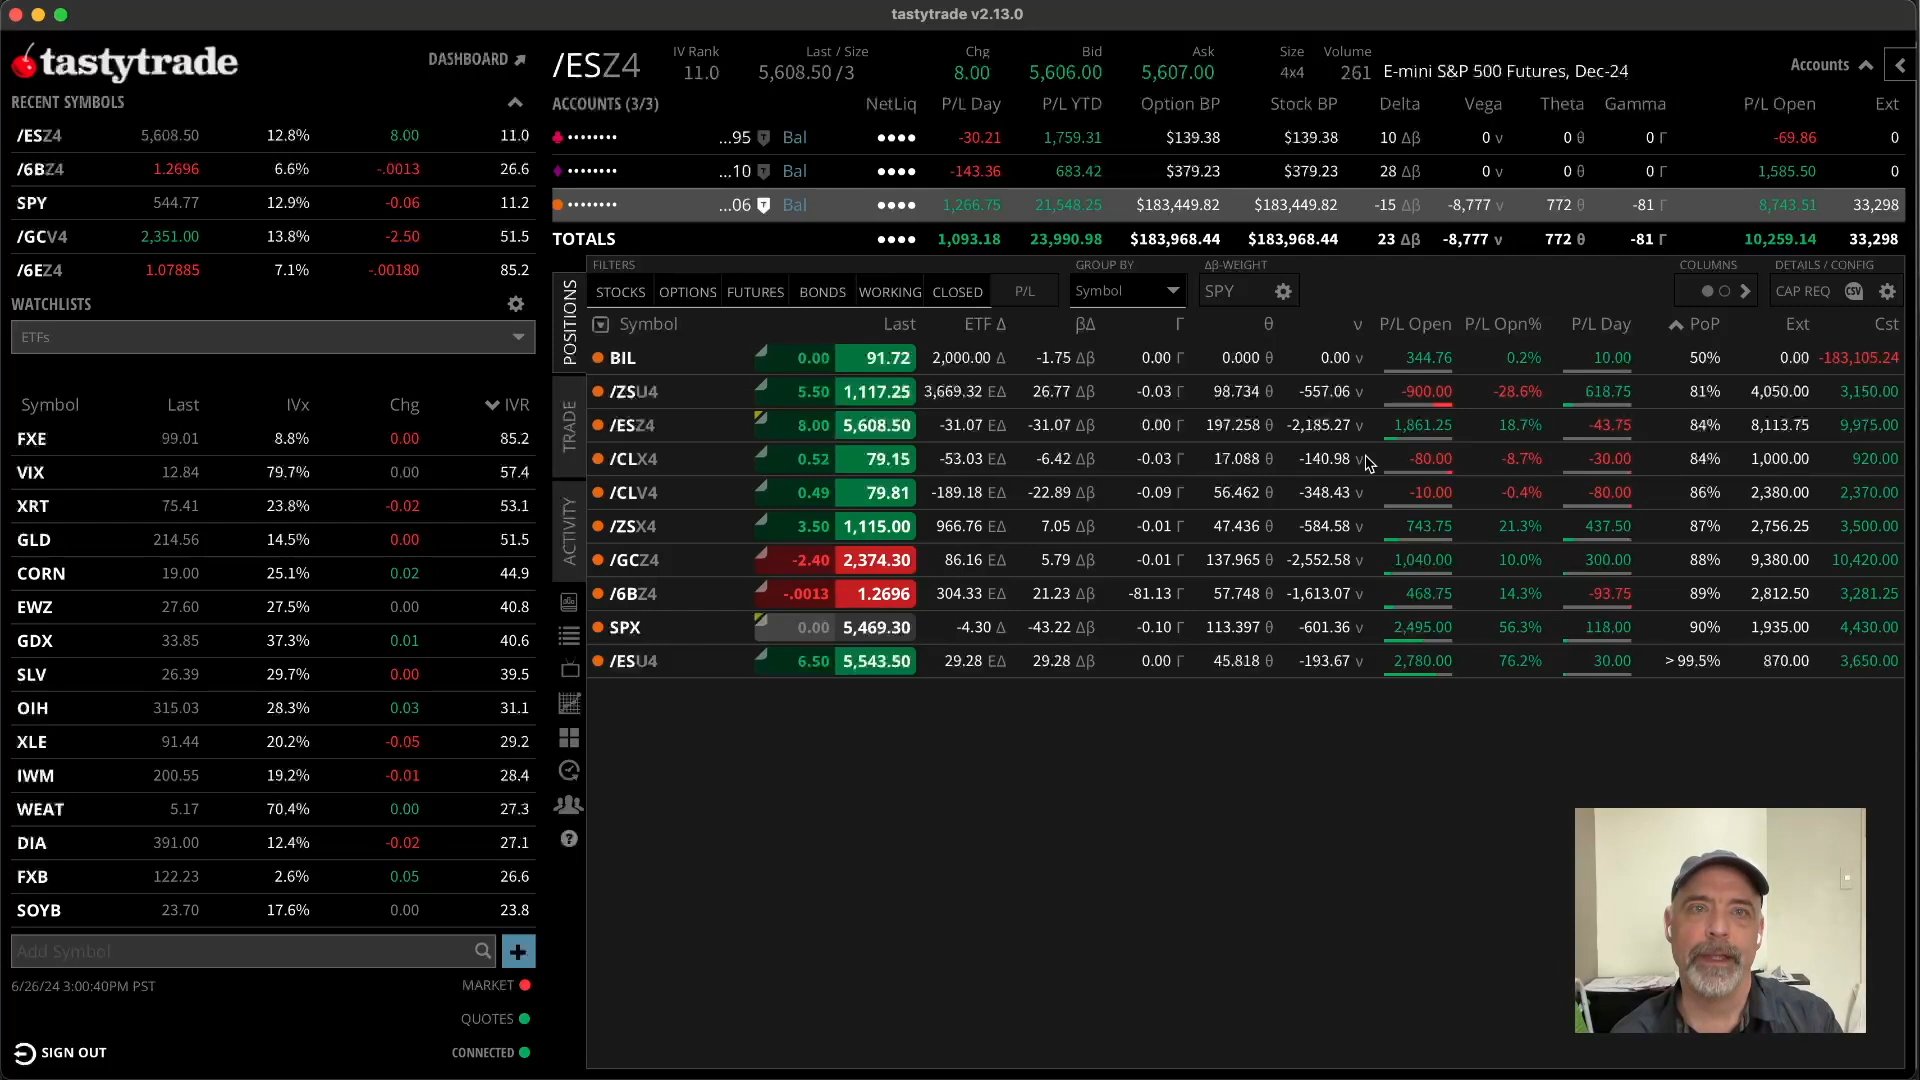 tastytrade v2.13.0
tastytrade
DASHBOARD
RECENT SYMBOLS
/ESZ4 5,608.50 12.8% 8.00 11.0
/6BZ4 1.2696 6.6% -.0013 26.6
SPY 544.77 12.9% -0.06 11.2
/GCV4 2,351.00 13.8% -2.50 51.5
/6EZ4 1.07885 7.1% -.00180 85.2
WATCHLISTS
ETFs
Symbol Last IVx Chg IVR
FXE 99.01 8.8% 0.00 85.2
VIX 12.84 79.7% 0.00 57.4
XRT 75.41 23.8% -0.02 53.1
GLD 214.56 14.5% 0.00 51.5
CORN 19.00 25.1% 0.02 44.9
EWZ 27.60 27.5% 0.00 40.8
GDX 33.85 37.3% 0.01 40.6
SLV 26.39 29.7% 0.00 39.5
OIH 315.03 28.3% 0.03 31.1
XLE 91.44 20.2% -0.05 29.2
IWM 200.55 19.2% -0.01 28.4
WEAT 5.17 70.4% 0.00 27.3
DIA 391.00 12.4% -0.02 27.1
FXB 122.23 2.6% 0.05 26.6
SOYB 23.70 17.6% 0.00 23.8
Add Symbol
6/26/24 3:00:40PM PST MARKET
QUOTES
SIGN OUT CONNECTED
/ESZ4
IV Rank Last / Size Chg Bid Ask Size Volume
11.0 5,608.50 /3 8.00 5,606.00 5,607.00 4x4 261 E-mini S&P 500 Futures, Dec-24
Accounts
ACCOUNTS (3/3) NetLiq P/L Day P/L YTD Option BP Stock BP Delta Vega Theta Gamma P/L Open Ext
•••••••• ...95 T Bal •••• -30.21 1,759.31 $139.38 $139.38 10 Δβ 0 ν 0 θ 0 Γ -69.86 0
•••••••• ...10 T Bal •••• -143.36 683.42 $379.23 $379.23 28 Δβ 0 ν 0 θ 0 Γ 1,585.50 0
•••••••• ...06 T Bal •••• 1,266.75 21,548.25 $183,449.82 $183,449.82 -15 Δβ -8,777 ν 772 θ -81 Γ 8,743.51 33,298
TOTALS •••• 1,093.18 23,990.98 $183,968.44 $183,968.44 23 Δβ -8,777 ν 772 θ -81 Γ 10,259.14 33,298
FILTERS GROUP BY Δβ-WEIGHT COLUMNS DETAILS / CONFIG
STOCKS OPTIONS FUTURES BONDS WORKING CLOSED P/L Symbol SPY CAP REQ CSV
POSITIONS
TRADE
ACTIVITY
Symbol Last ETF Δ βΔ Γ θ ν P/L Open P/L Opn% P/L Day PoP Ext Cst
BIL 0.00 91.72 2,000.00 Δ -1.75 Δβ 0.00 Γ 0.000 θ 0.00 ν 344.76 0.2% 10.00 50% 0.00 -183,105.24
/ZSU4 5.50 1,117.25 3,669.32 EΔ 26.77 Δβ -0.03 Γ 98.734 θ -557.06 ν -900.00 -28.6% 618.75 81% 4,050.00 3,150.00
/ESZ4 8.00 5,608.50 -31.07 EΔ -31.07 Δβ 0.00 Γ 197.258 θ -2,185.27 ν 1,861.25 18.7% -43.75 84% 8,113.75 9,975.00
/CLX4 0.52 79.15 -53.03 EΔ -6.42 Δβ -0.03 Γ 17.088 θ -140.98 ν -80.00 -8.7% -30.00 84% 1,000.00 920.00
/CLV4 0.49 79.81 -189.18 EΔ -22.89 Δβ -0.09 Γ 56.462 θ -348.43 ν -10.00 -0.4% -80.00 86% 2,380.00 2,370.00
/ZSX4 3.50 1,115.00 966.76 EΔ 7.05 Δβ -0.01 Γ 47.436 θ -584.58 ν 743.75 21.3% 437.50 87% 2,756.25 3,500.00
/GCZ4 -2.40 2,374.30 86.16 EΔ 5.79 Δβ -0.01 Γ 137.965 θ -2,552.58 ν 1,040.00 10.0% 300.00 88% 9,380.00 10,420.00
/6BZ4 -.0013 1.2696 304.33 EΔ 21.23 Δβ -81.13 Γ 57.748 θ -1,613.07 ν 468.75 14.3% -93.75 89% 2,812.50 3,281.25
SPX 0.00 5,469.30 -4.30 Δ -43.22 Δβ -0.10 Γ 113.397 θ -601.36 ν 2,495.00 56.3% 118.00 90% 1,935.00 4,430.00
/ESU4 6.50 5,543.50 29.28 EΔ 29.28 Δβ 0.00 Γ 45.818 θ -193.67 ν 2,780.00 76.2% 30.00 > 99.5% 870.00 3,650.00